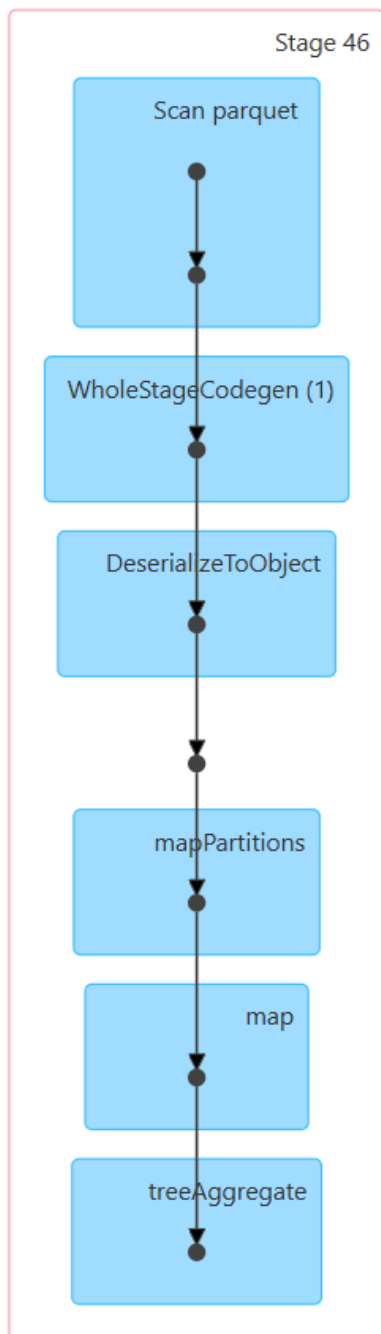 Stage 46
Scan parquet
WholeStageCodegen (1)
DeserializeToObject
mapPartitions
map
treeAggregate